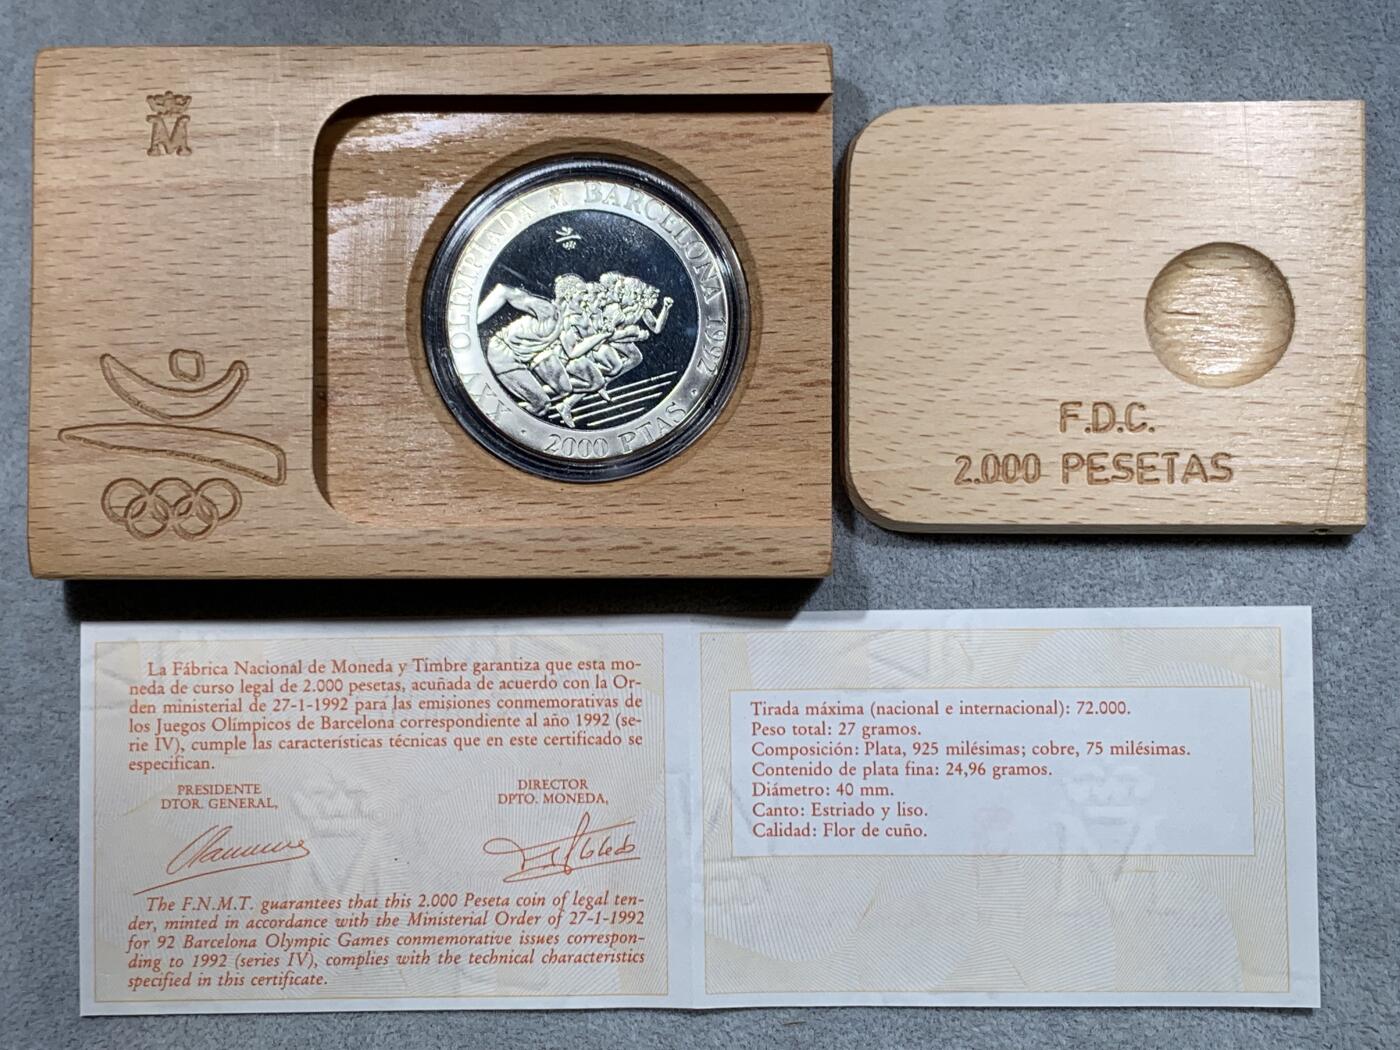 M
XXV OLIMPIADA M BARCELONA 1992 · 2000 PTAS ·
F.D.C.
2.000 PESETAS
La Fábrica Nacional de Moneda y Timbre garantiza que esta mo-
neda de curso legal de 2.000 pesetas, acuñada de acuerdo con la Or-
den ministerial de 27-1-1992 para las emisiones conmemorativas de
los Juegos Olímpicos de Barcelona correspondiente al año 1992 (se-
rie IV), cumple las características técnicas que en este certificado se
especifican.
PRESIDENTE
DTOR. GENERAL,
DIRECTOR
DPTO. MONEDA,
The F.N.M.T. guarantees that this 2.000 Peseta coin of legal ten-
der, minted in accordance with the Ministerial Order of 27-1-1992
for 92 Barcelona Olympic Games conmemorative issues correspon-
ding to 1992 (series IV), complies with the technical characteristics
specified in this certificate.
Tirada máxima (nacional e internacional): 72.000.
Peso total: 27 gramos.
Composición: Plata, 925 milésimas; cobre, 75 milésimas.
Contenido de plata fina: 24,96 gramos.
Diámetro: 40 mm.
Canto: Estriado y liso.
Calidad: Flor de cuño.